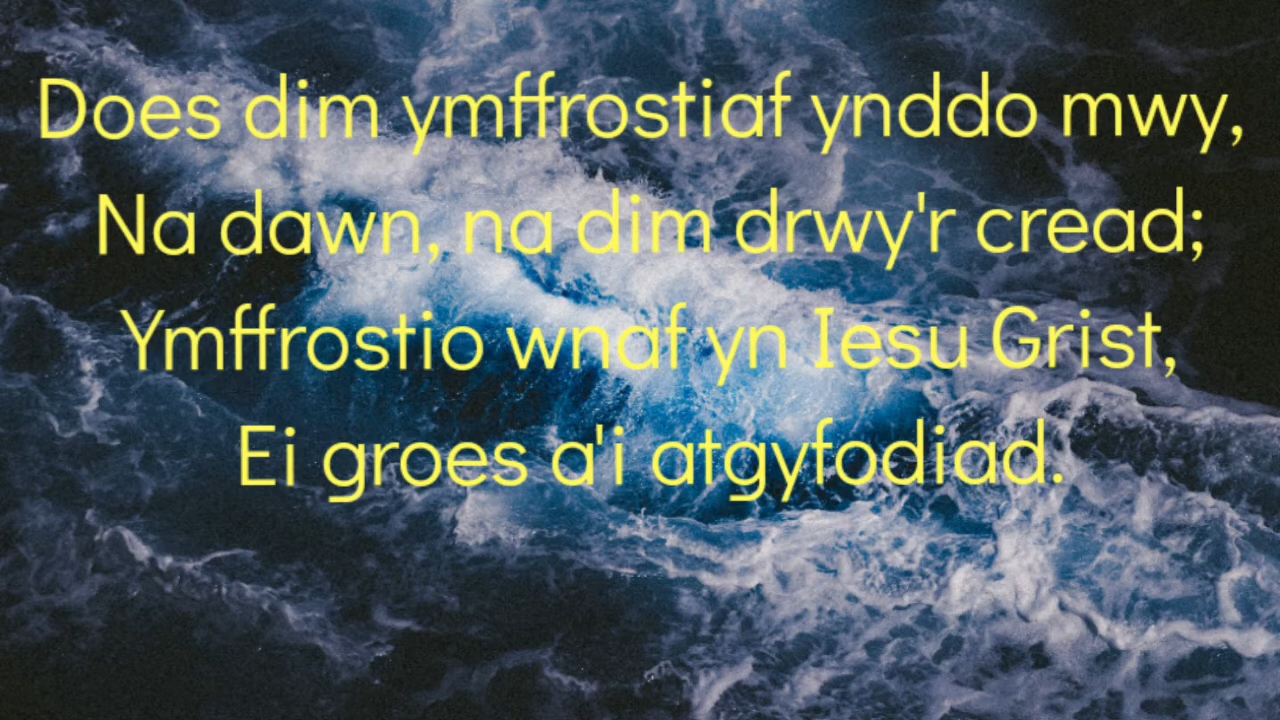 Does dim ymffrostiaf ynddo mwy,
Na dawn, na dim drwy'r cread;
Ymffrostio wnaf yn Iesu Grist,
Ei groes a'i atgyfodiad.